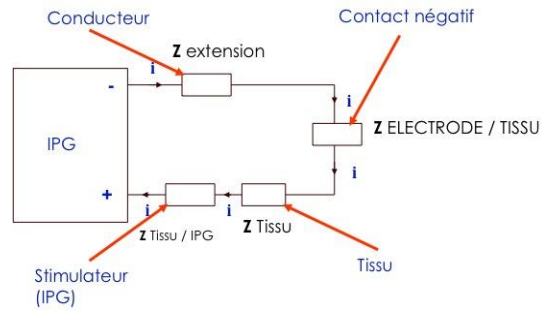 Conducteur
Contact négatif
Z extension
i
-
i
IPG
Z ELECTRODE / TISSU
i
+
i
i
Z Tissu / IPG
Z Tissu
Stimulateur
(IPG)
Tissu